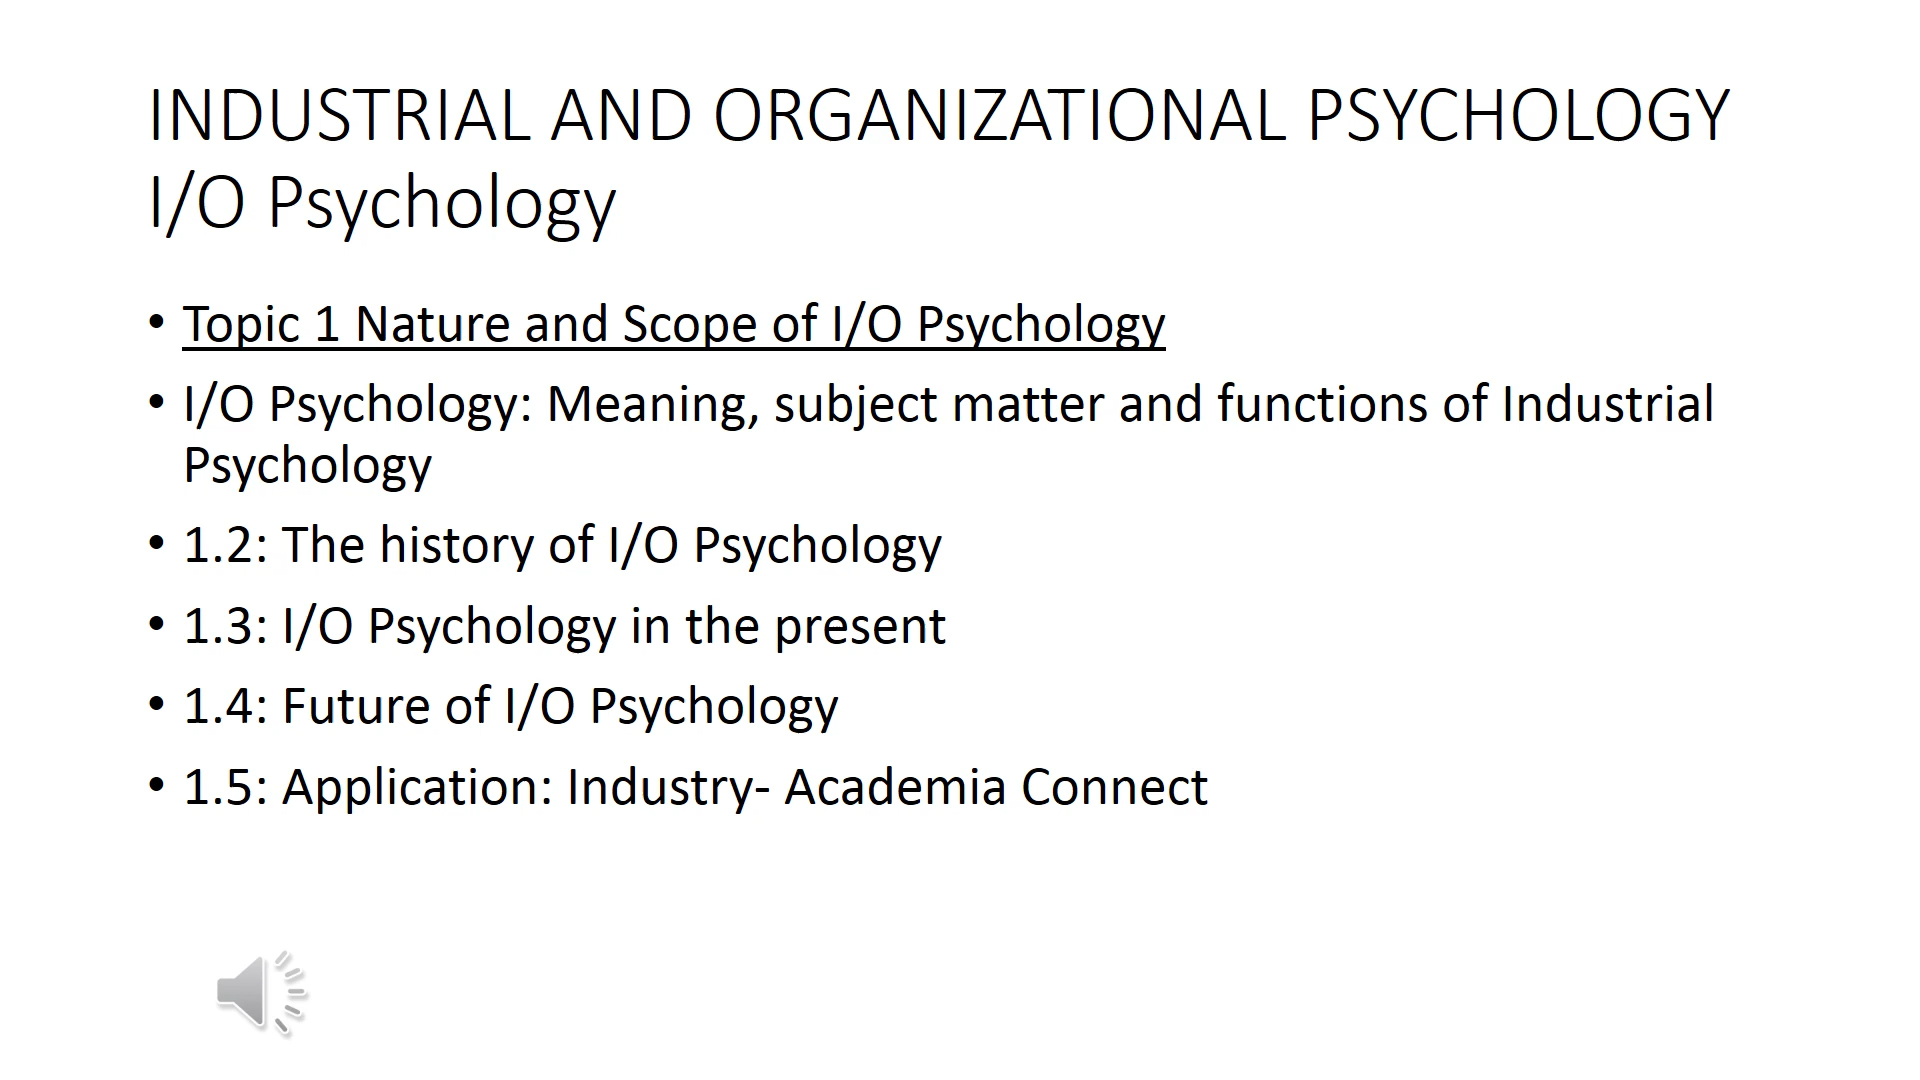 INDUSTRIAL AND ORGANIZATIONAL PSYCHOLOGY
I/O Psychology
• Topic 1 Nature and Scope of I/O Psychology
• I/O Psychology: Meaning, subject matter and functions of Industrial
Psychology
• 1.2: The history of I/O Psychology
• 1.3: I/O Psychology in the present
• 1.4: Future of I/O Psychology
• 1.5: Application: Industry- Academia Connect